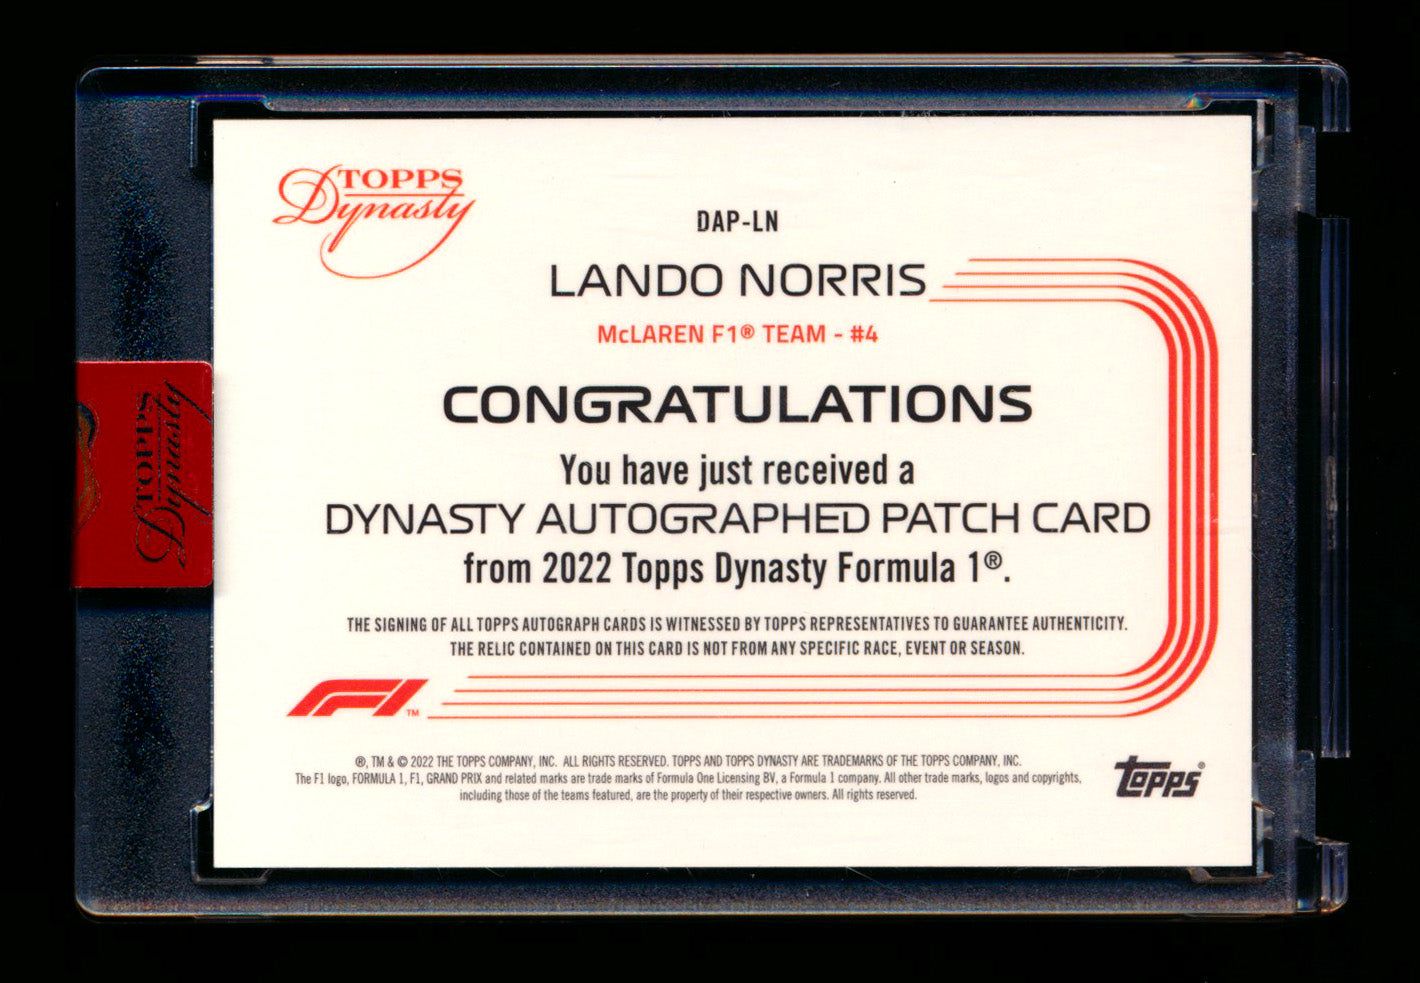 TOPPS
Dynasty
DAP-LN
LANDO NORRIS
McLAREN F1® TEAM - #4
CONGRATULATIONS
You have just received a
DYNASTY AUTOGRAPHED PATCH CARD
from 2022 Topps Dynasty Formula 1®.
THE SIGNING OF ALL TOPPS AUTOGRAPH CARDS IS WITNESSED BY TOPPS REPRESENTATIVES TO GUARANTEE AUTHENTICITY.
THE RELIC CONTAINED ON THIS CARD IS NOT FROM ANY SPECIFIC RACE, EVENT OR SEASON.
F1™
®, TM & © 2022 THE TOPPS COMPANY, INC. ALL RIGHTS RESERVED. TOPPS AND TOPPS DYNASTY ARE TRADEMARKS OF THE TOPPS COMPANY, INC.
The F1 logo, FORMULA 1, F1, GRAND PRIX and related marks are trade marks of Formula One Licensing BV, a Formula 1 company. All other trade marks, logos and copyrights,
including those of the teams featured, are the property of their respective owners. All rights reserved.
topps®
TOPPS
Dynasty